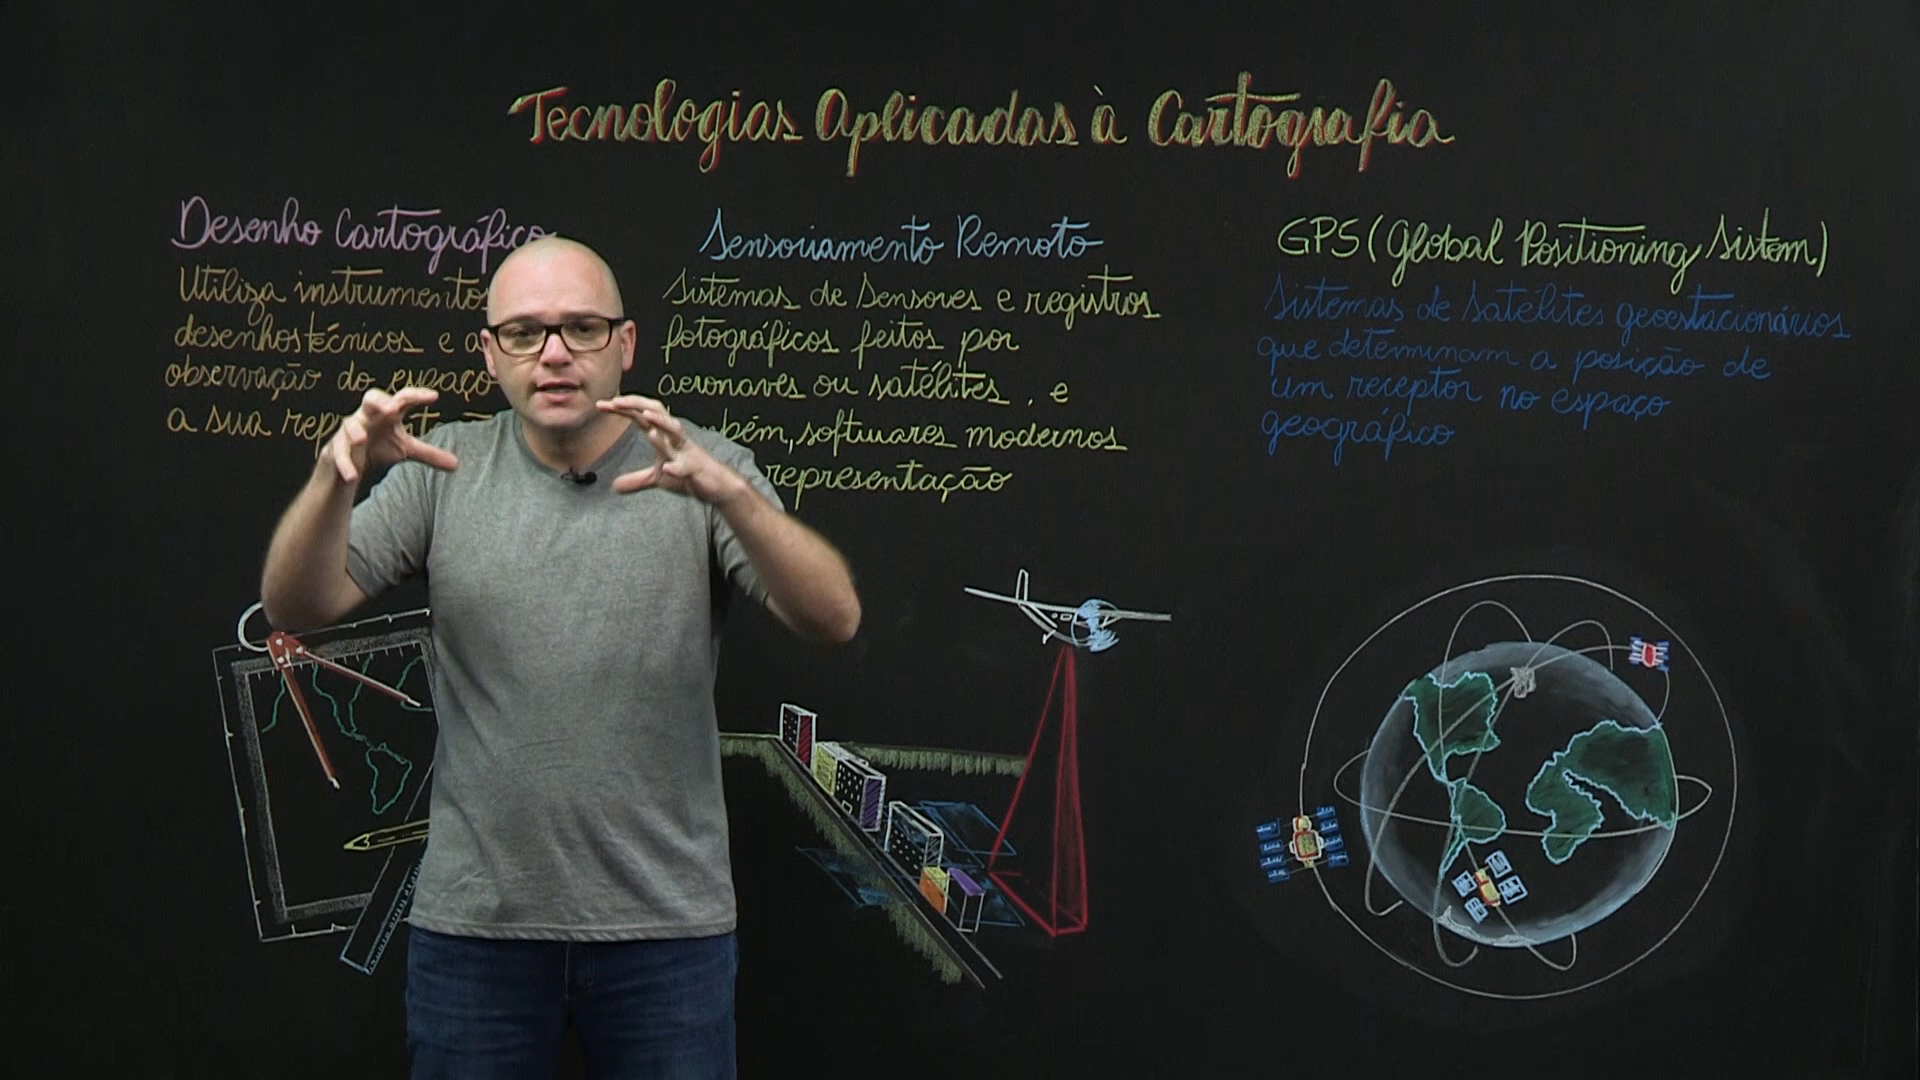 Tecnologias Aplicadas à Cartografia
Desenho Cartográfico
Utiliza instrumentos
desenhos técnicos e a
observação do espaço
a sua
Sensoriamento Remoto
Sistemas de Sensores e registros
fotográficos feitos por
aeronaves ou satélites, e
mbém, softwares modernos
representação
GPS (Global Positioning Sistem)
Sistemas de Satélites geoestacionários
que determinam a posição de
um receptor no espaço
geográfico